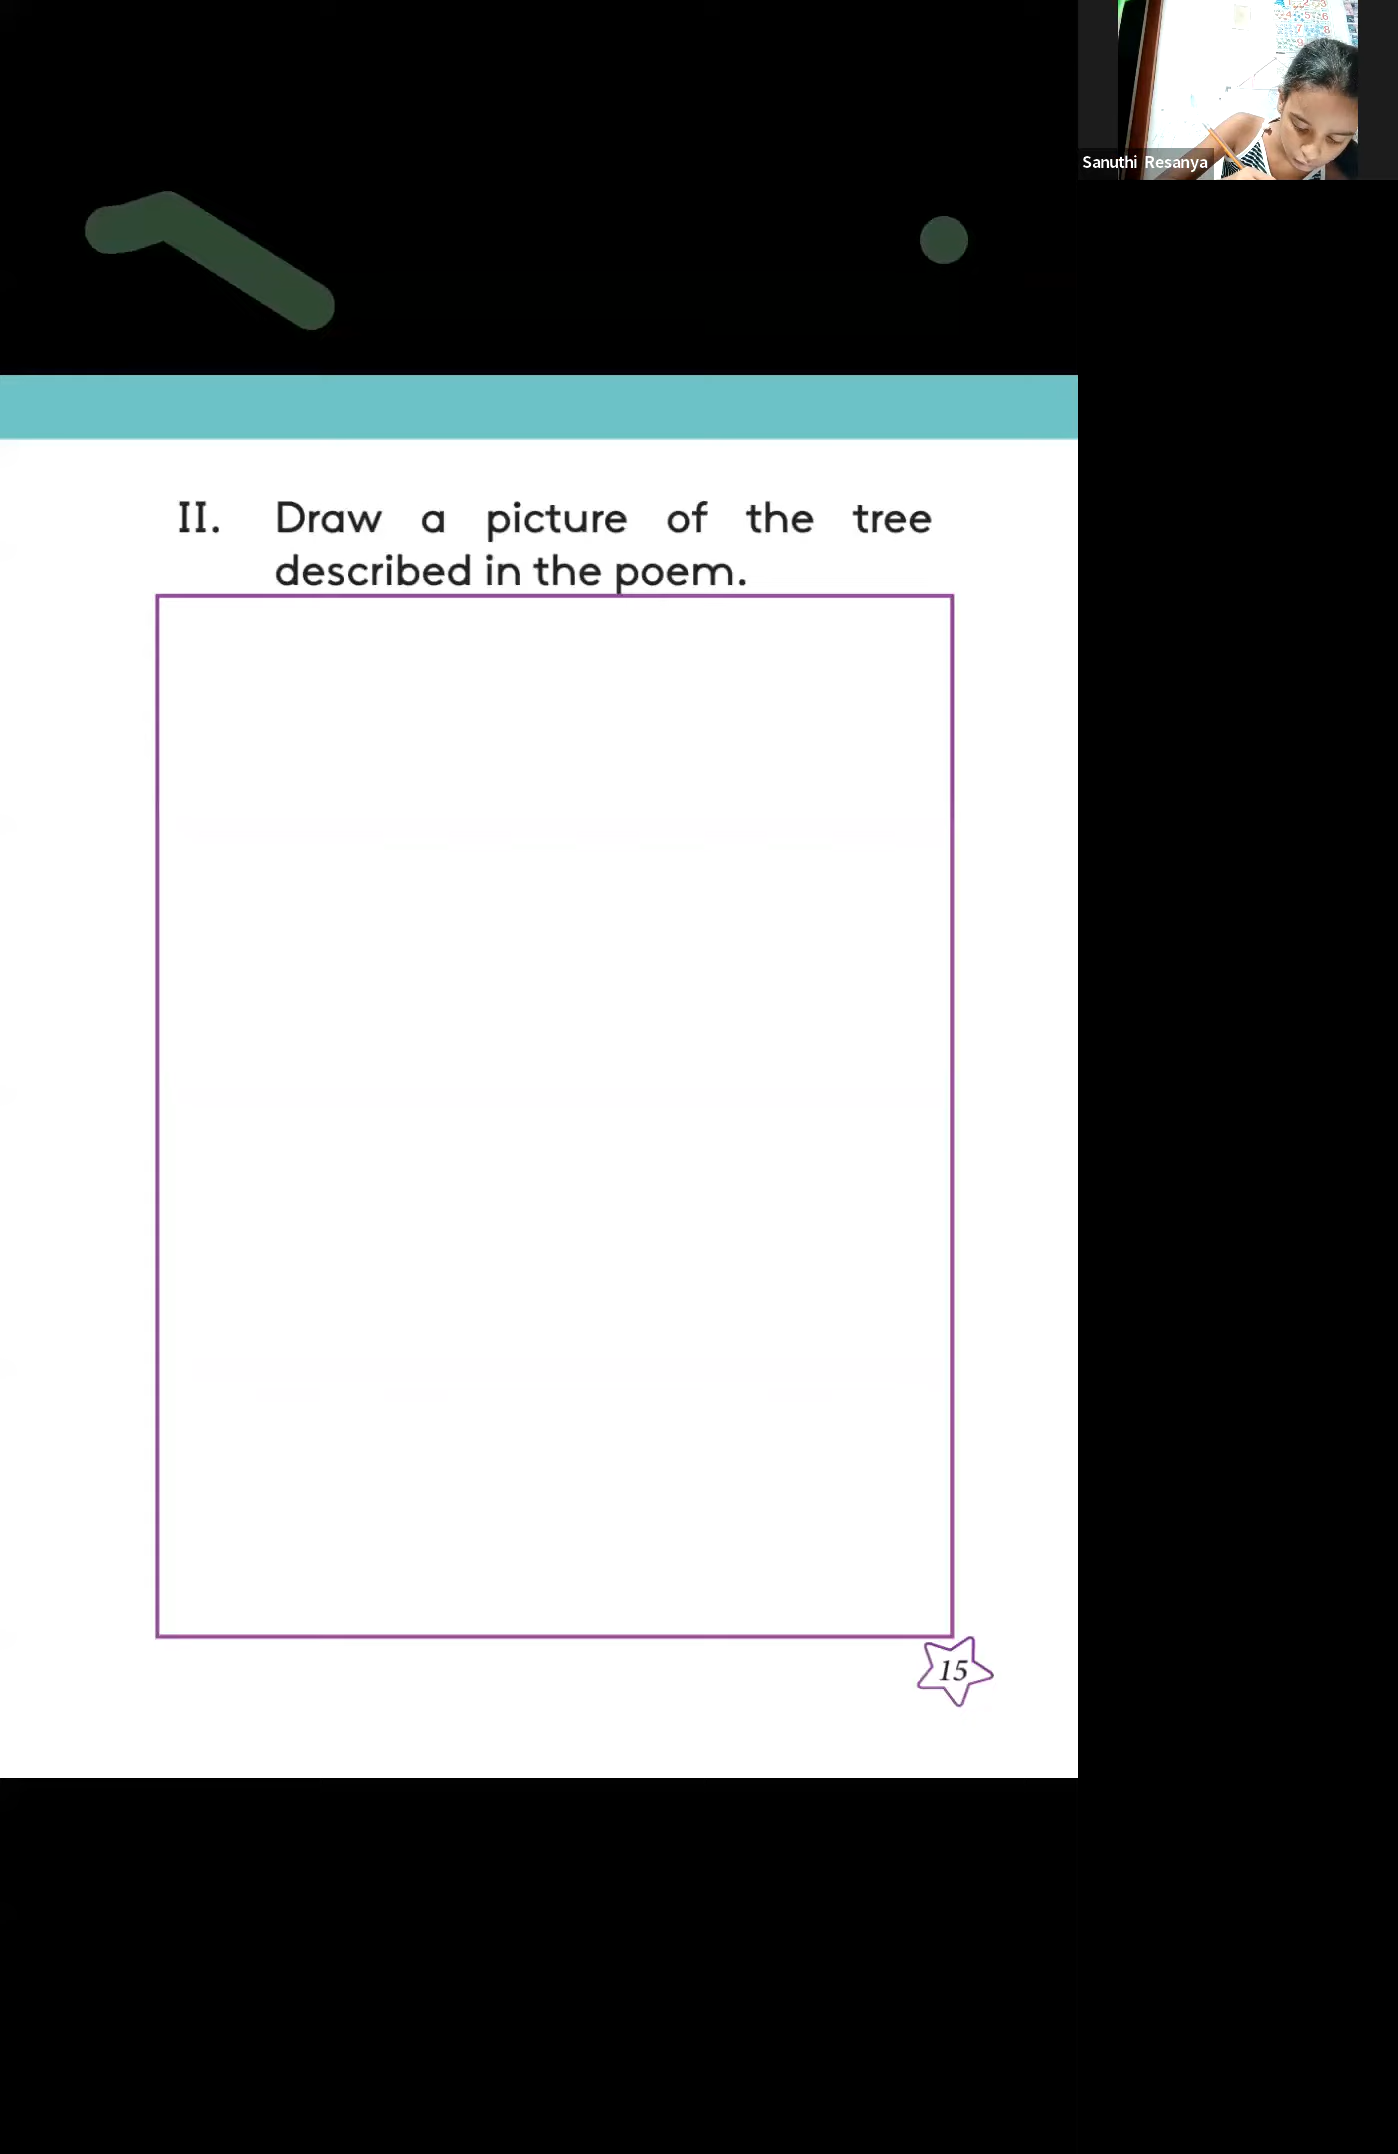 Sanuthi Resanya
II. Draw a picture of the tree
described in the poem.
15